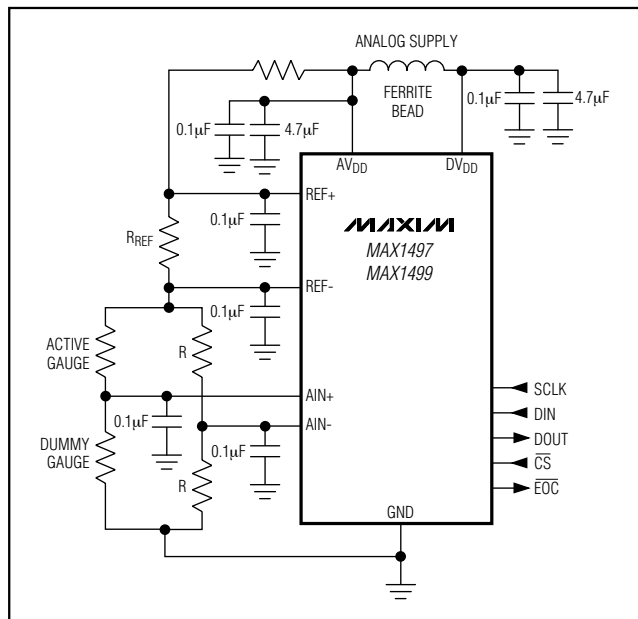 ANALOG SUPPLY
FERRITE
BEAD
0.1µF
4.7µF
0.1µF
4.7µF
AVDD
DVDD
REF+
0.1µF
MAXIM
MAX1497
MAX1499
RREF
REF-
0.1µF
ACTIVE
GAUGE
R
AIN+
0.1µF
AIN-
0.1µF
DUMMY
GAUGE
R
SCLK
DIN
DOUT
CS
EOC
GND